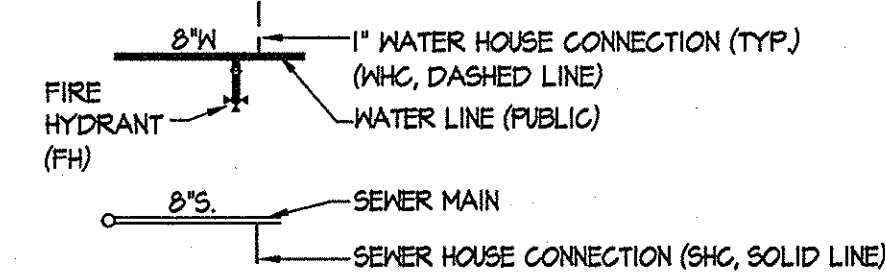 8"W
1" WATER HOUSE CONNECTION (TYP.)
(WHC, DASHED LINE)
FIRE
HYDRANT
(FH)
WATER LINE (PUBLIC)
8"S.
SEWER MAIN
SEWER HOUSE CONNECTION (SHC, SOLID LINE)